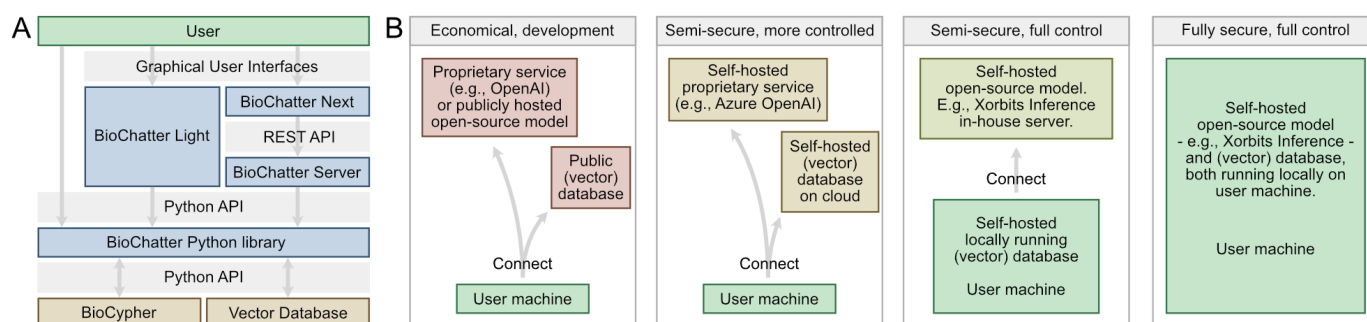 A
User
Graphical User Interfaces
BioChatter Light
BioChatter Next
REST API
BioChatter Server
Python API
BioChatter Python library
Python API
BioCypher
Vector Database
B
Economical, development
Proprietary service
(e.g., OpenAI)
or publicly hosted
open-source model
Public
(vector)
database
Connect
User machine
Semi-secure, more controlled
Self-hosted
proprietary service
(e.g., Azure OpenAI)
Self-hosted
(vector)
database
on cloud
Connect
User machine
Semi-secure, full control
Self-hosted
open-source model.
E.g., Xorbits Inference
in-house server.
Connect
Self-hosted
locally running
(vector) database
User machine
Fully secure, full control
Self-hosted
open-source model
- e.g., Xorbits Inference -
and (vector) database,
both running locally on
user machine.
User machine